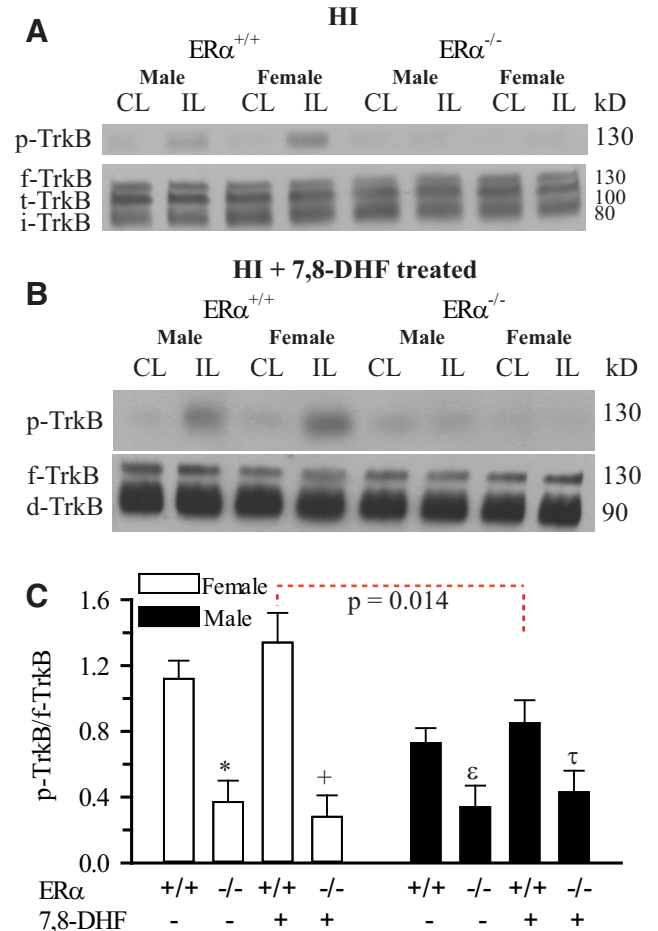 A
HI
ERα+/+ ERα-/-
Male Female Male Female
CL IL CL IL CL IL CL IL kD
p-TrkB 130
f-TrkB 130
t-TrkB 100
i-TrkB 80
HI + 7,8-DHF treated
B
ERα+/+ ERα-/-
Male Female Male Female
CL IL CL IL CL IL CL IL kD
p-TrkB 130
f-TrkB 130
d-TrkB 90
C
Female
Male
p = 0.014
p-TrkB/f-TrkB
1.6
1.2
0.8
0.4
0.0
* + ε τ
ERα +/+ -/- +/+ -/- +/+ -/- +/+ -/-
7,8-DHF - - + + - - + +